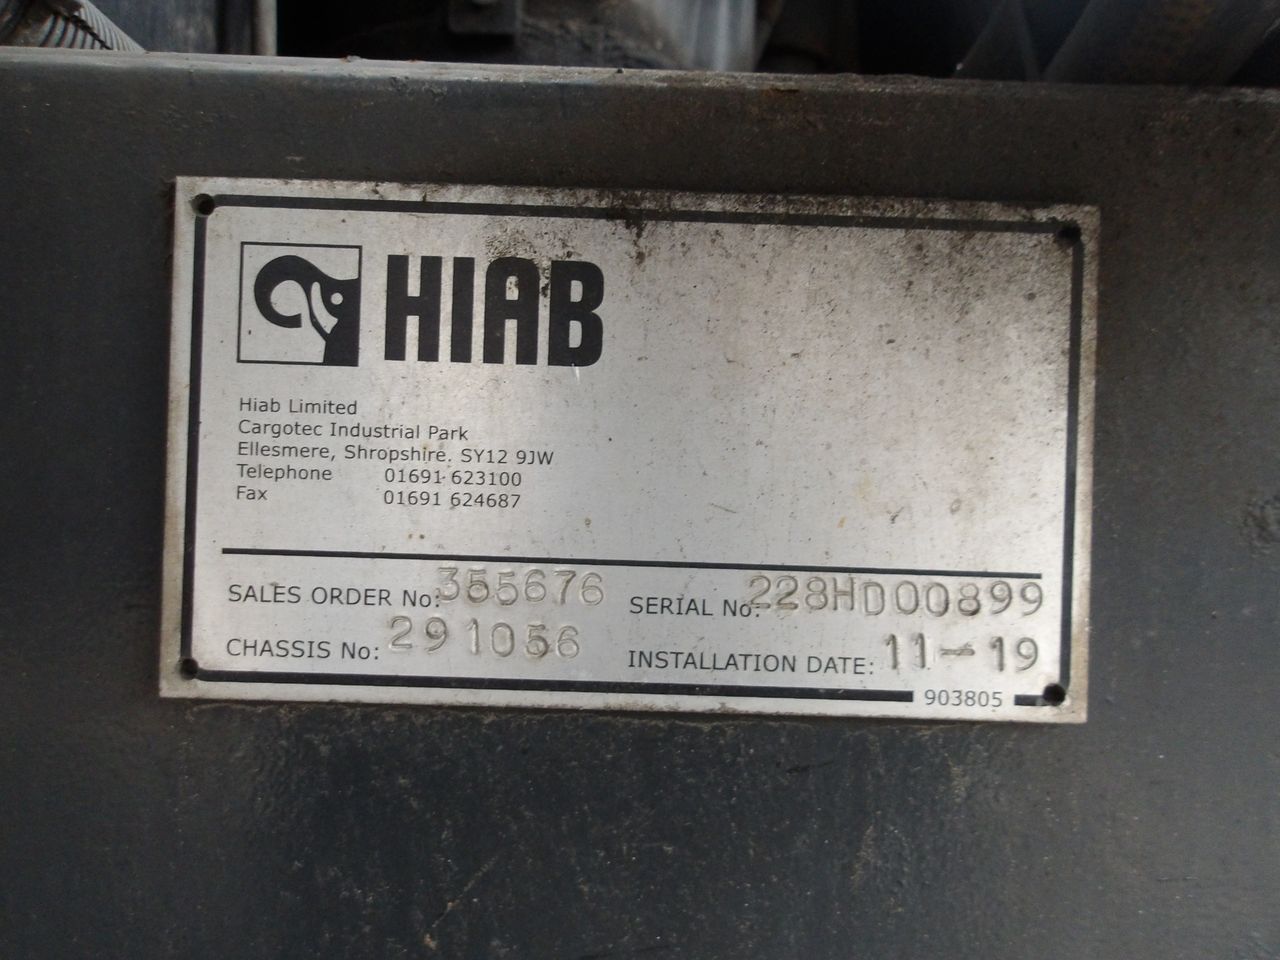 HIAB
Hiab Limited
Cargotec Industrial Park
Ellesmere, Shropshire. SY12 9JW
Telephone 01691 623100
Fax 01691 624687
SALES ORDER No: 355676 SERIAL No: 228HD00899
CHASSIS No: 291056 INSTALLATION DATE: 11-19
903805